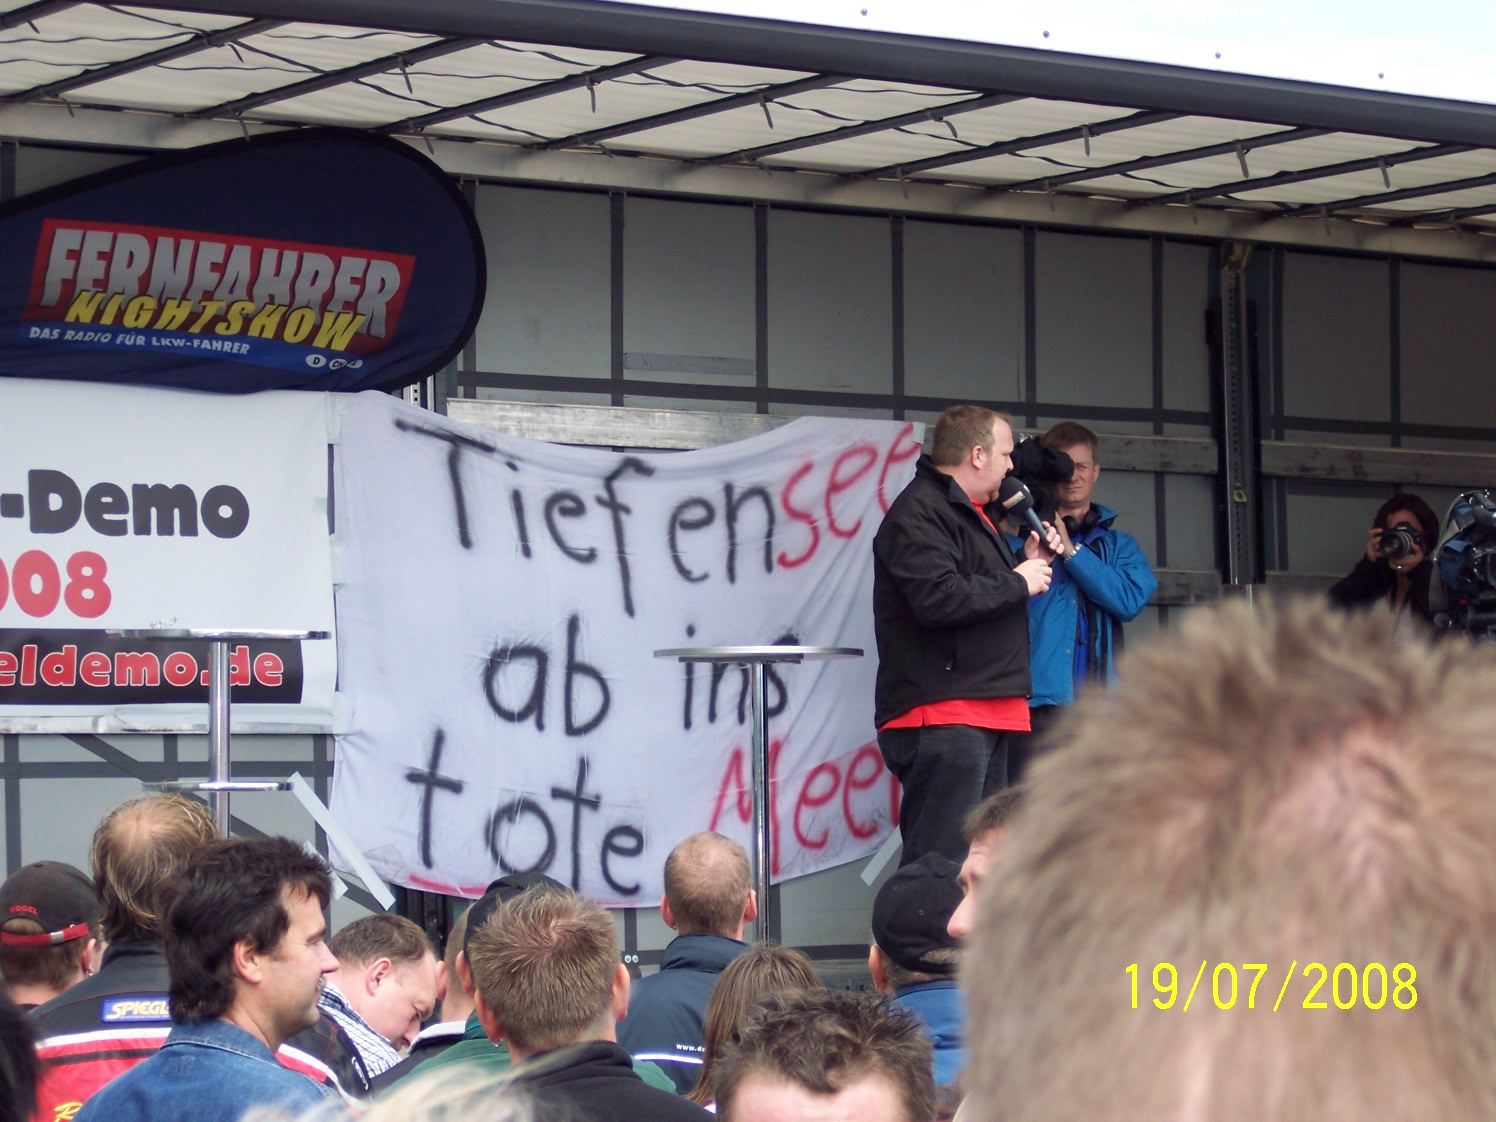 FERNFAHRER
NIGHTSHOW
DAS RADIO FÜR LKW-FAHRER
D CH A
-Demo
008
eldemo.de
Tiefensee
ab ins
tote Meer
SPIEGL
19/07/2008